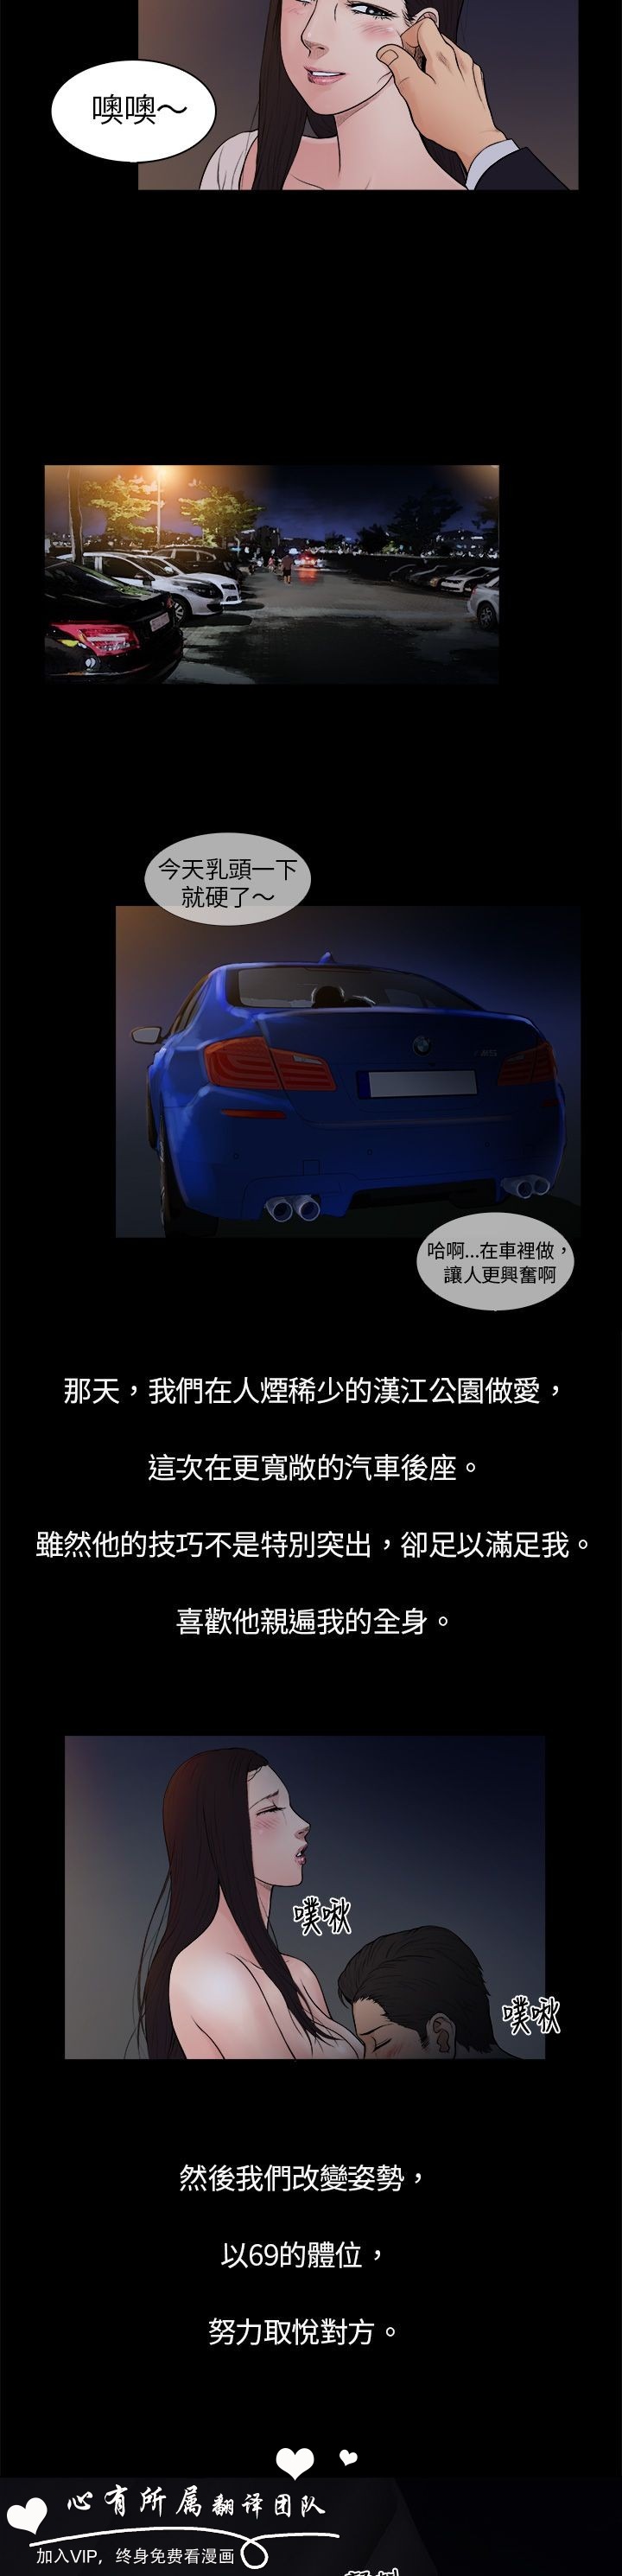 噢噢～
今天乳頭一下
就硬了～
哈啊…在車裡做，
讓人更興奮啊
那天，我們在人煙稀少的漢江公園做愛，
這次在更寬敞的汽車後座。
雖然他的技巧不是特別突出，卻足以滿足我。
喜歡他親遍我的全身。
噗啾
噗啾
然後我們改變姿勢，
以69的體位，
努力取悅對方。
心有所属翻译团队
加入VIP，终身免费看漫画